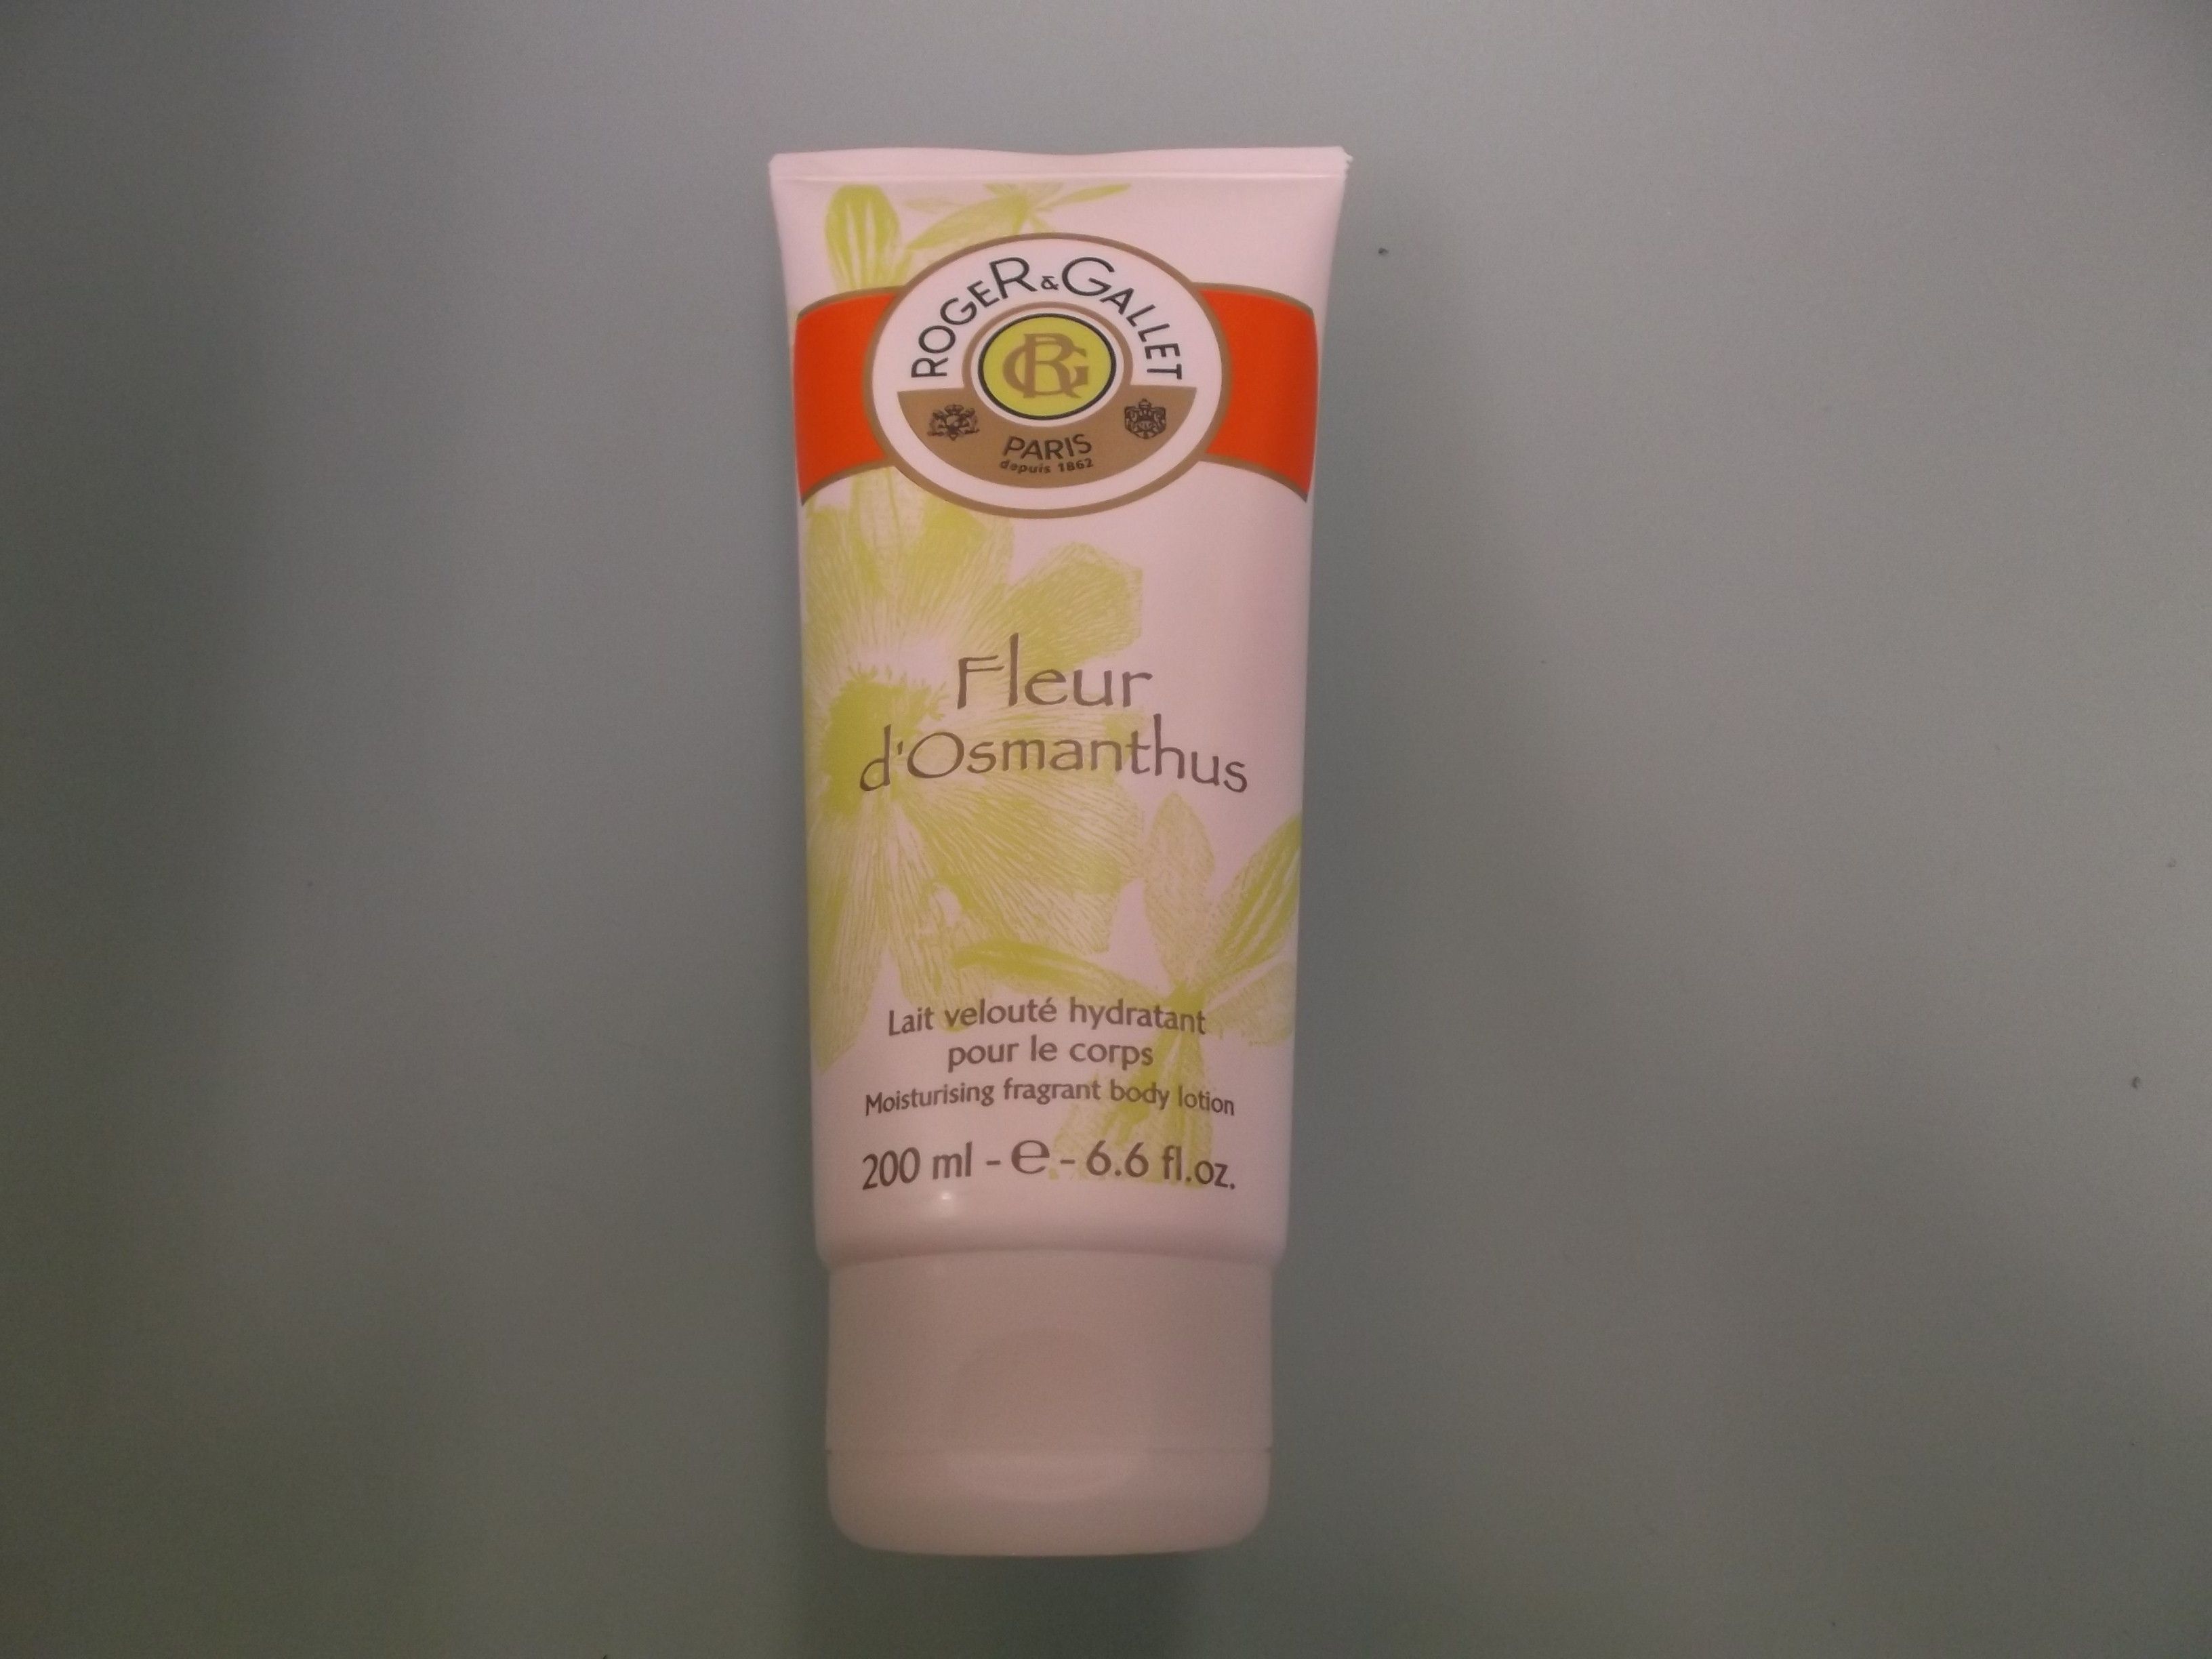 ROGER & GALLET
RG
PARIS
depuis 1862
Fleur
d'Osmanthus
Lait velouté hydratant
pour le corps
Moisturising fragrant body lotion
200 ml - e - 6.6 fl.oz.